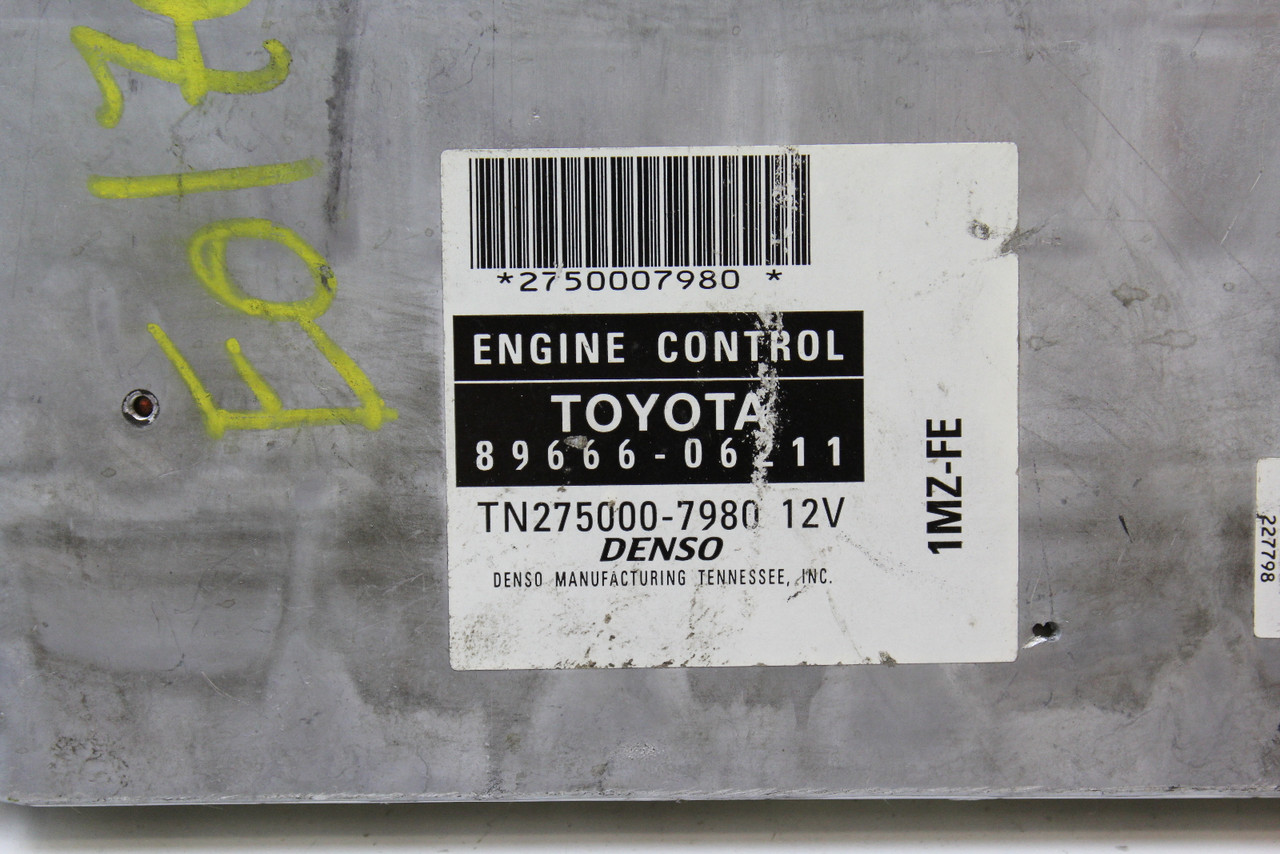 *2750007980 *
ENGINE CONTROL
TOYOTA
89666-06211
TN275000-7980 12V
DENSO
DENSO MANUFACTURING TENNESSEE, INC.
1MZ-FE
227798